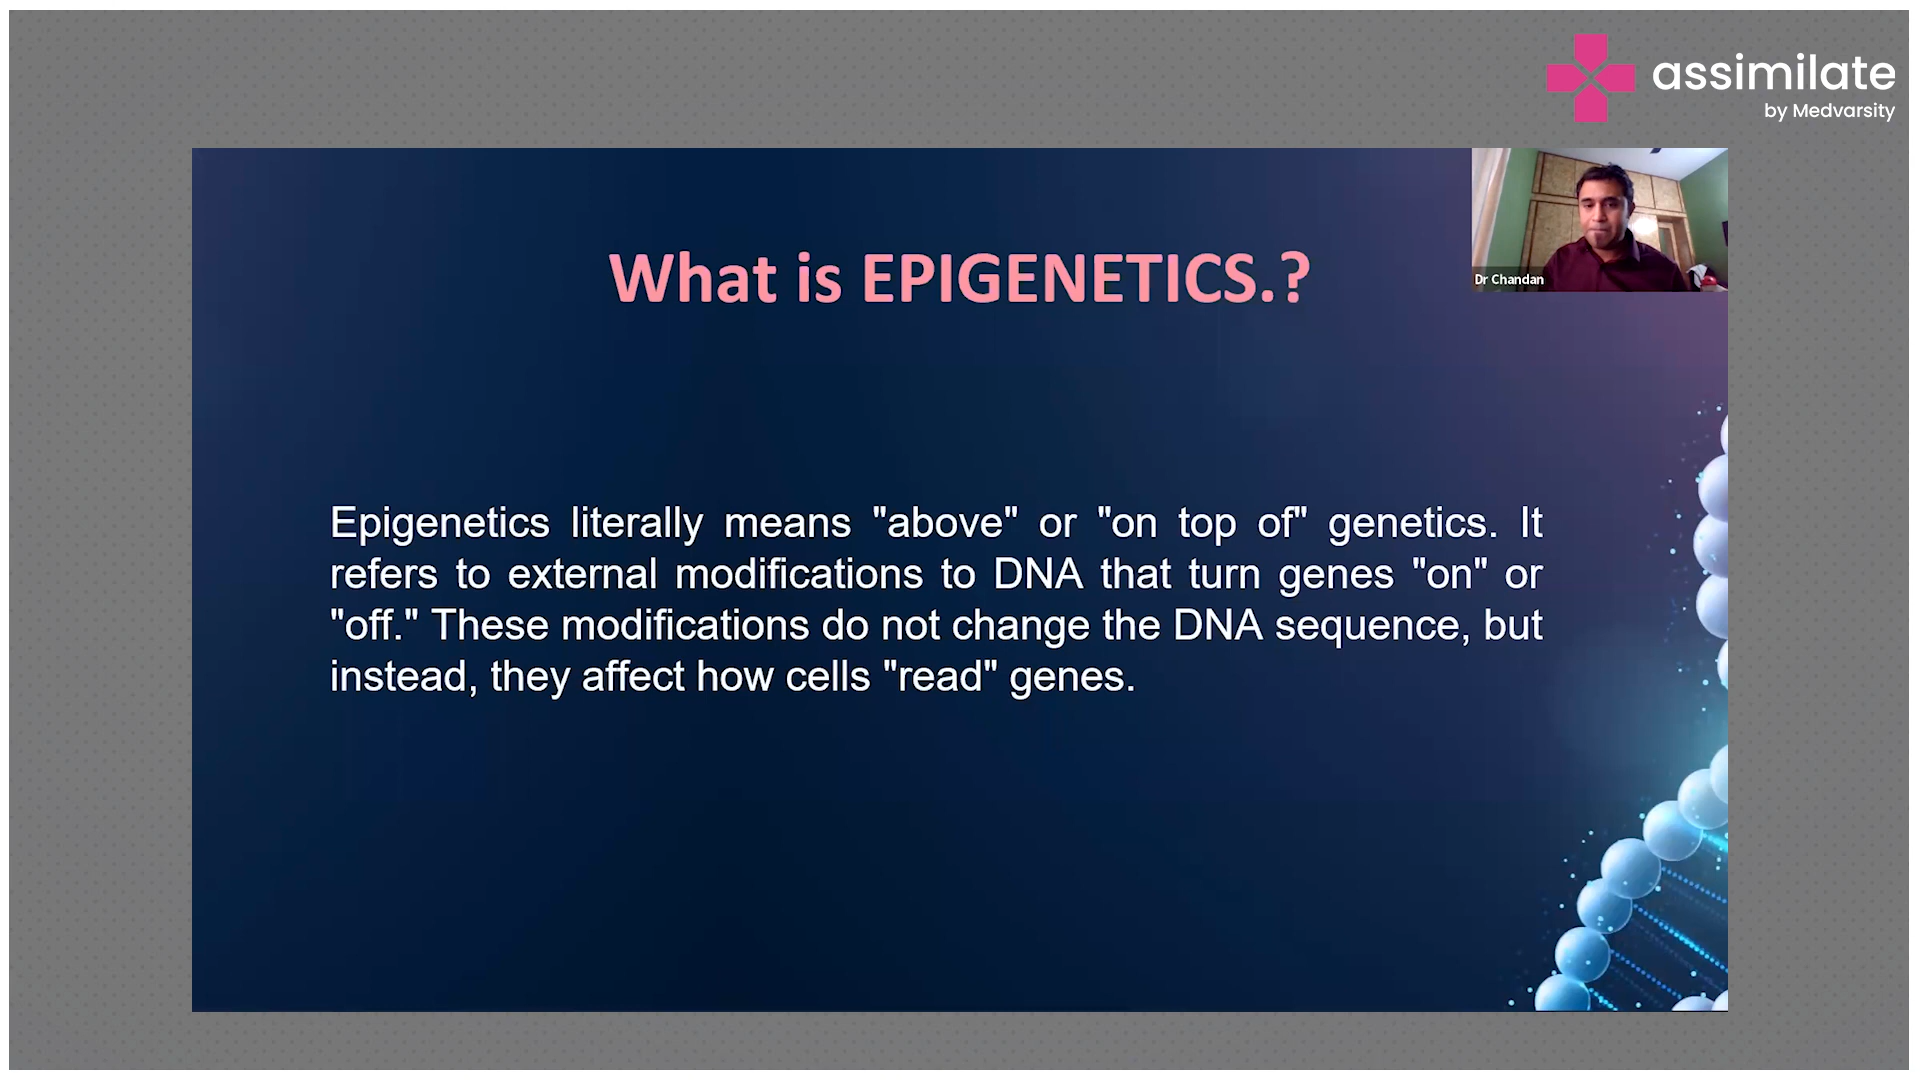 assimilate
by Medvarsity
Dr Chandan
What is EPIGENETICS.?
Epigenetics literally means "above" or "on top of" genetics. It
refers to external modifications to DNA that turn genes "on" or
"off." These modifications do not change the DNA sequence, but
instead, they affect how cells "read" genes.